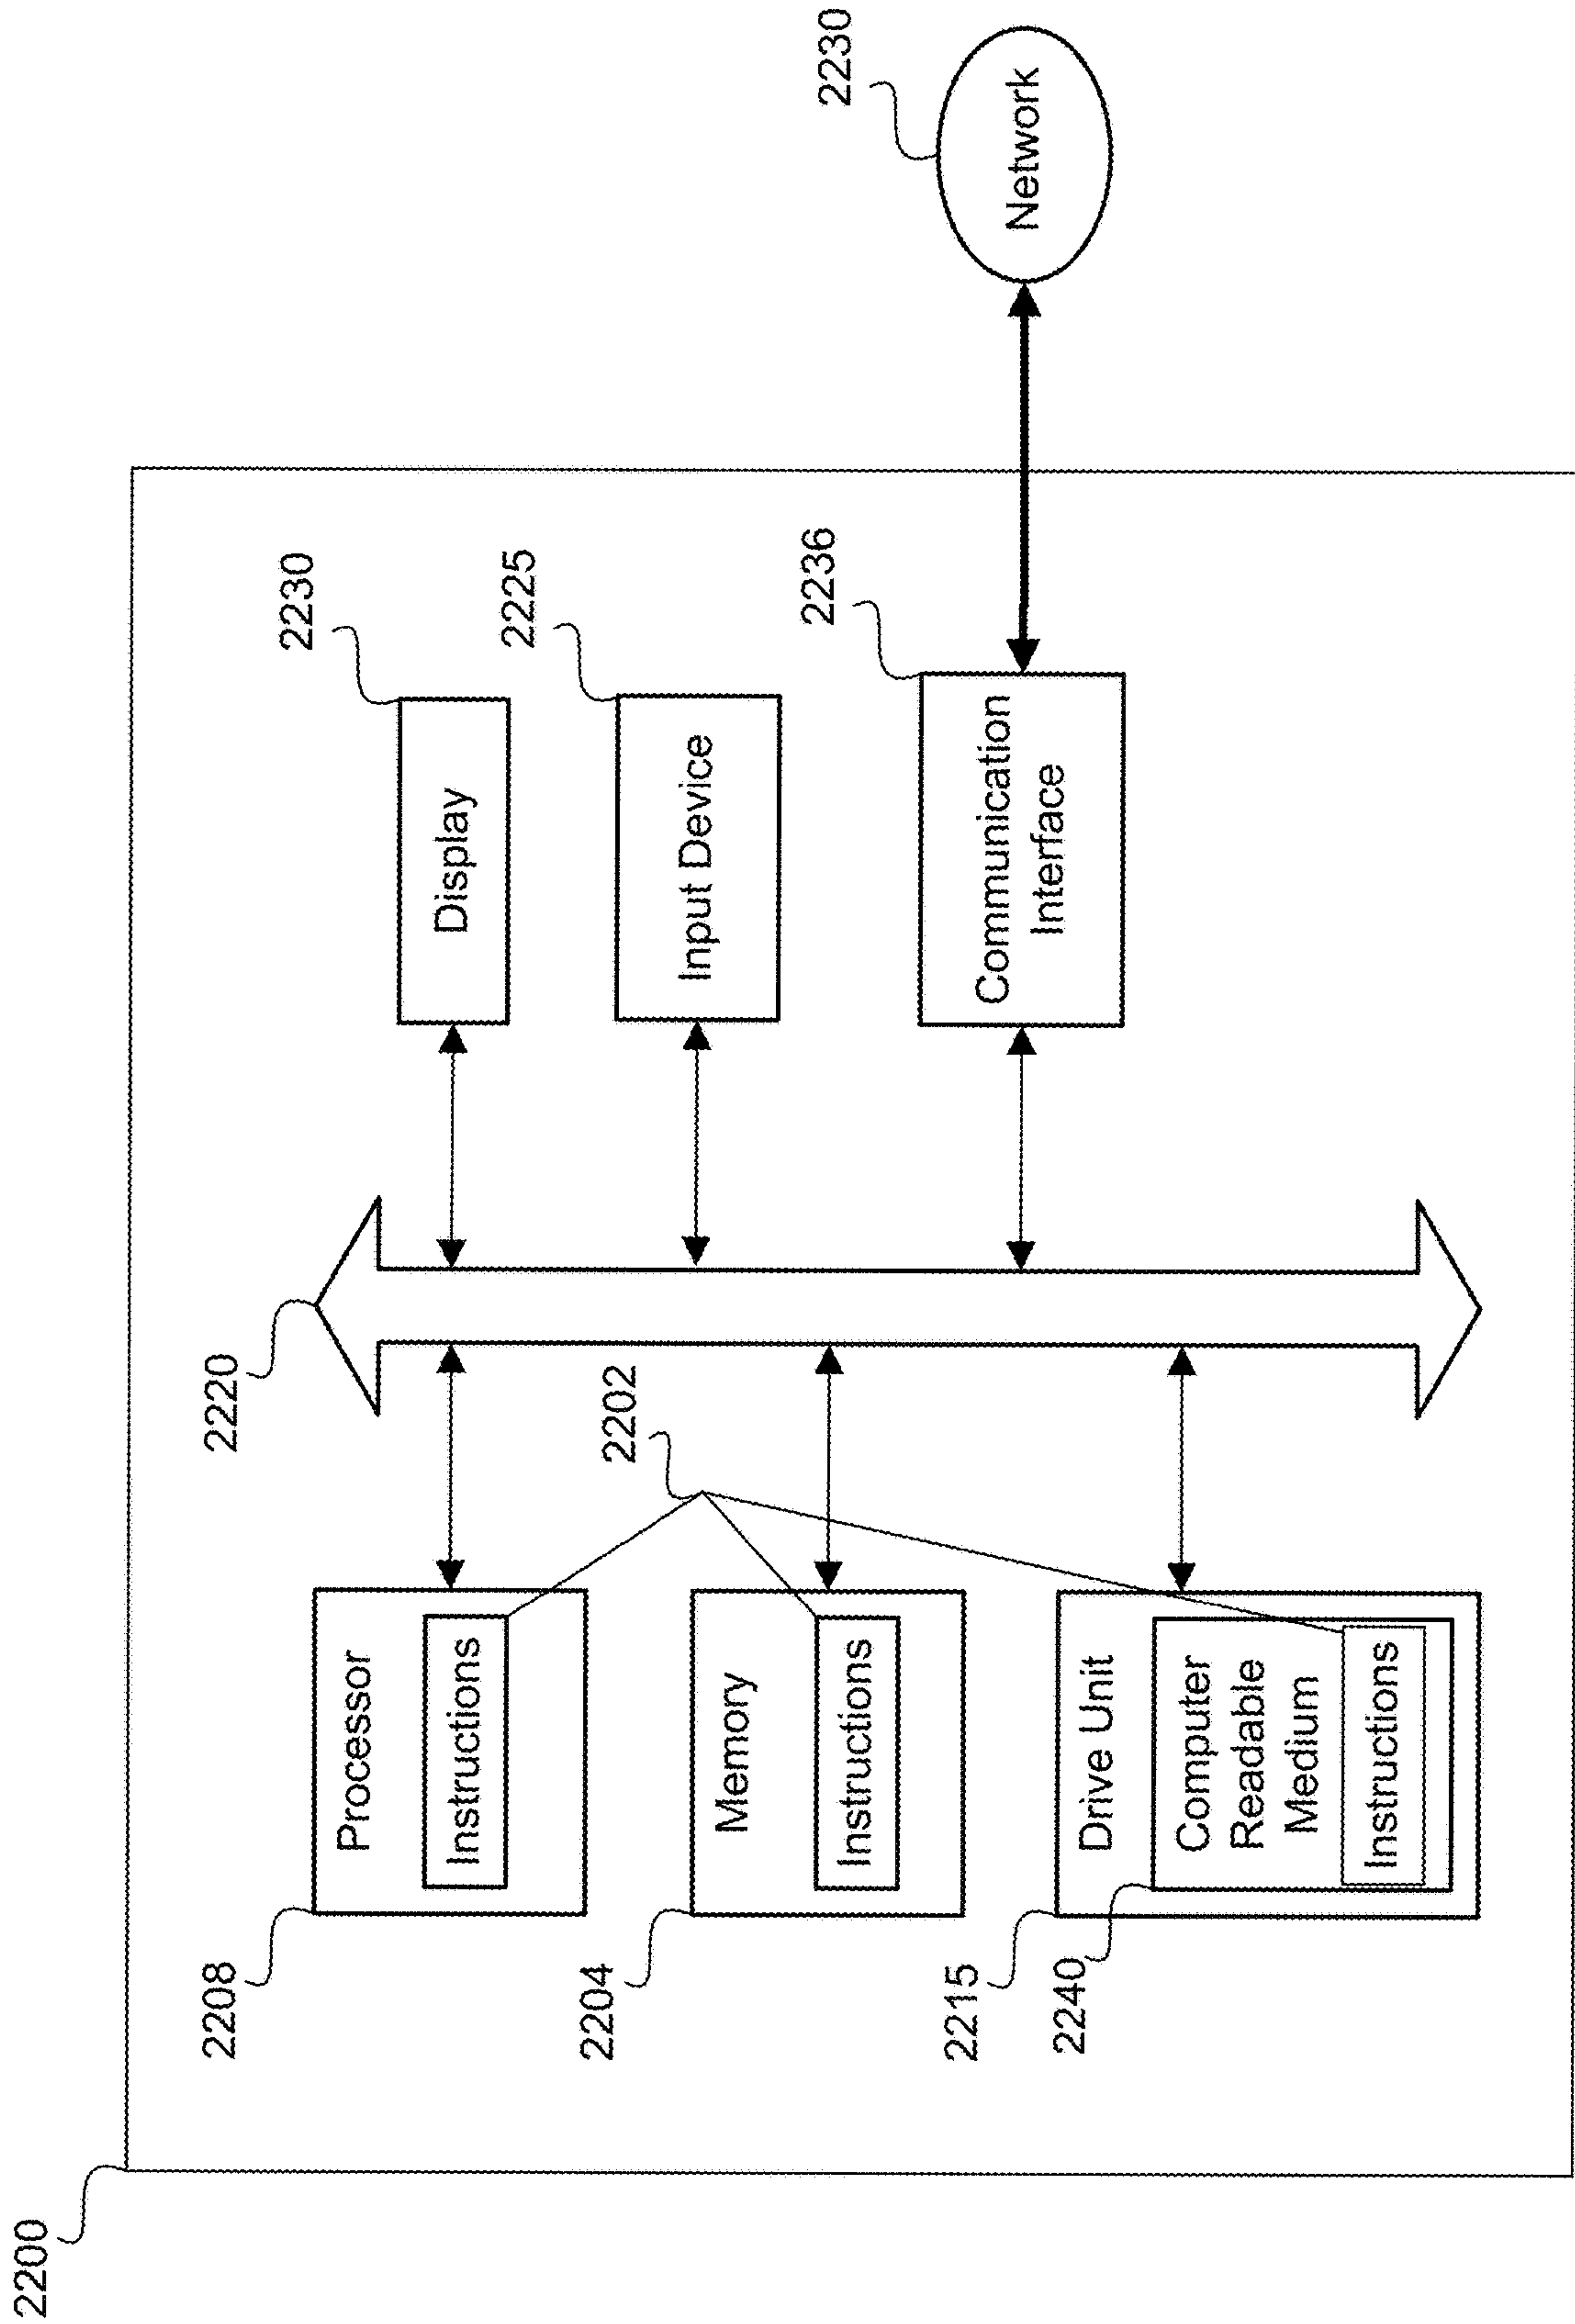 2200
2208
Processor
Instructions
2204
Memory
Instructions
2215
2240
Drive Unit
Computer
Readable
Medium
Instructions
2202
2220
2230
Display
2225
Input Device
2236
Communication
Interface
2230
Network